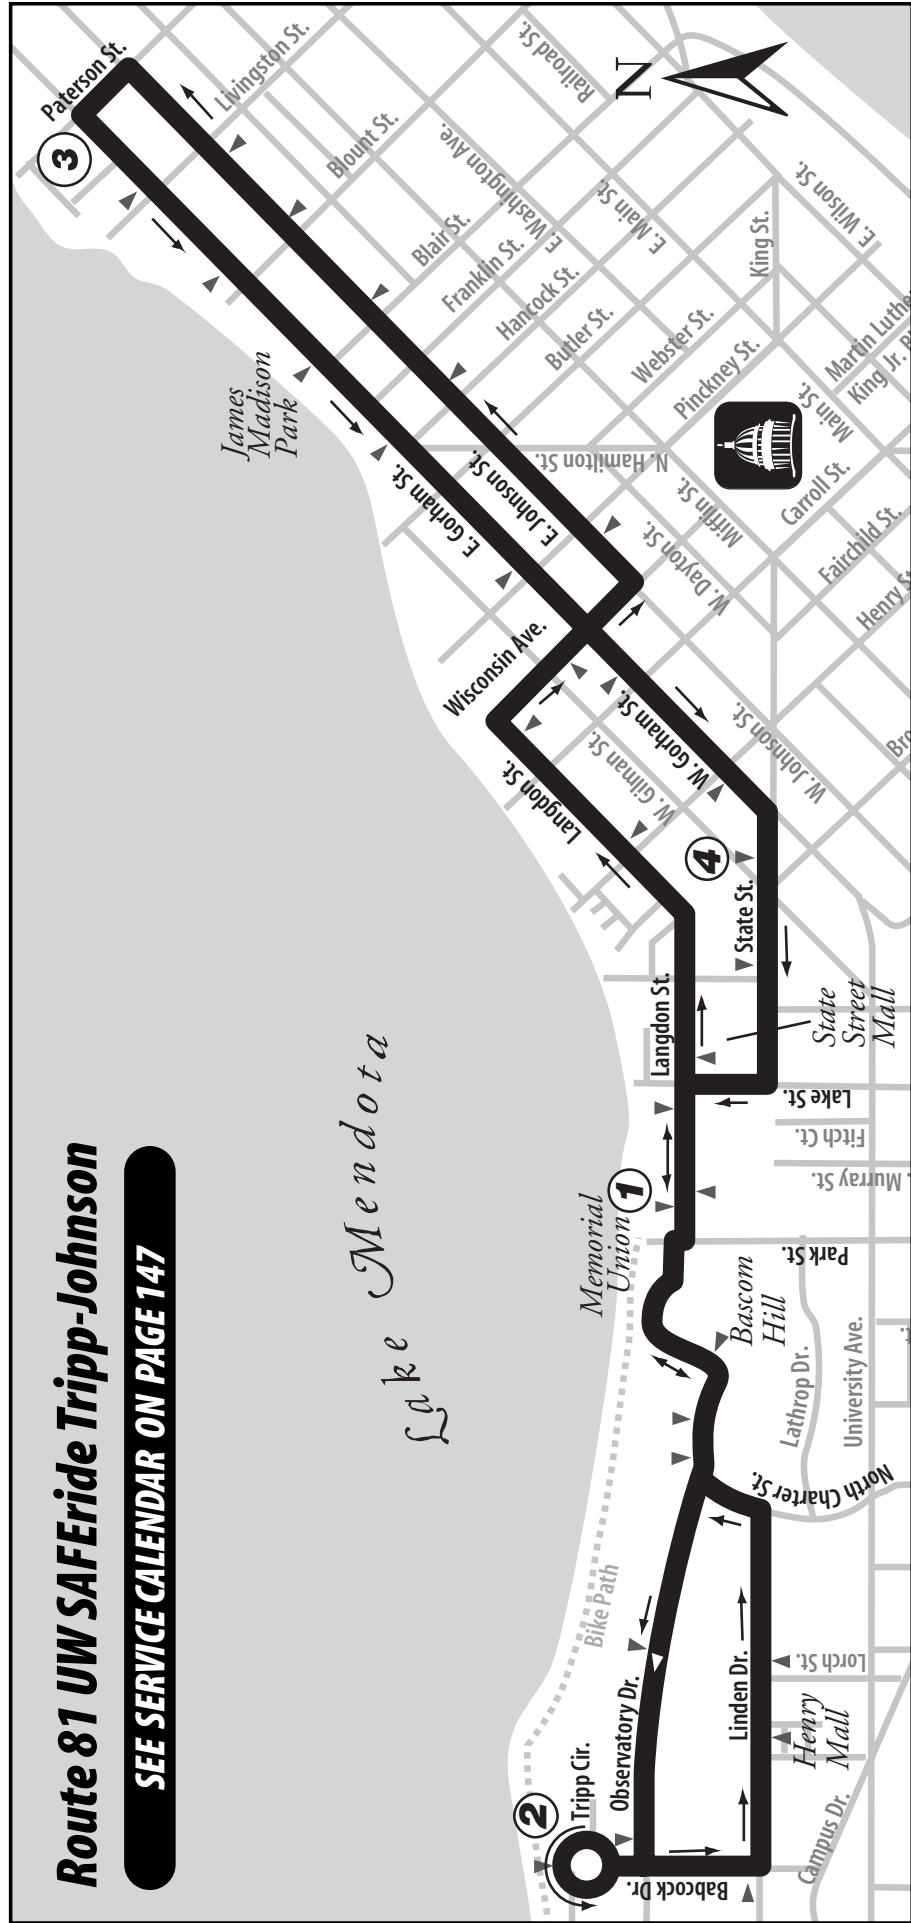 Route 81 UW SAFEride Tripp-Johnson
SEE SERVICE CALENDAR ON PAGE 147
Lake Mendota
Paterson St.
3
Livingston St.
Blount St.
Railroad St.
N
E. Washington Ave.
Blair St.
Franklin St.
E. Main St.
Hancock St.
E. Wilson St.
King St.
Butler St.
Webster St.
Pinckney St.
Martin Luthe
King Jr. Bl
Main St.
James
Madison
Park
N. Hamilton St.
E. Gorham St.
E. Johnson St.
Mifflin St.
Carroll St.
W. Dayton St.
Fairchild St.
Henry St
Wisconsin Ave.
W. Gorham St.
W. Gilman St.
W. Johnson St.
Bro
Langdon St.
4
State St.
Langdon St.
State
Street
Mall
Lake St.
Fitch Ct.
. Murray St.
Memorial
Union
1
Park St.
Bascom
Hill
Lathrop Dr.
University Ave.
North Charter St.
Bike Path
Observatory Dr.
Linden Dr.
Lorch St.
Henry
Mall
2
Tripp Cir.
Babcock Dr.
Campus Dr.